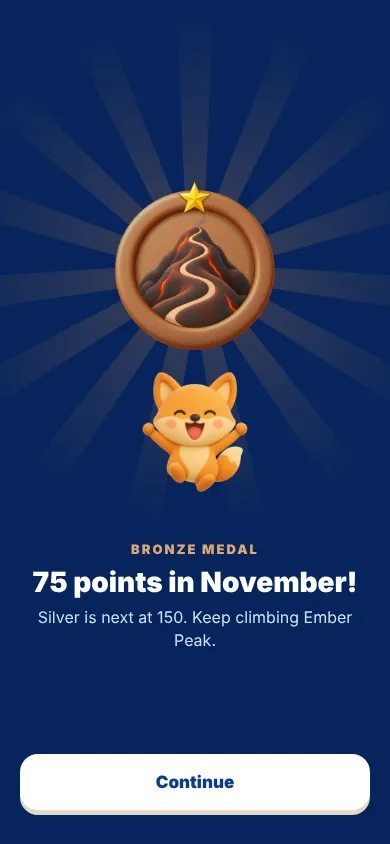 BRONZE MEDAL
75 points in November!
Silver is next at 150. Keep climbing Ember
Peak.
Continue